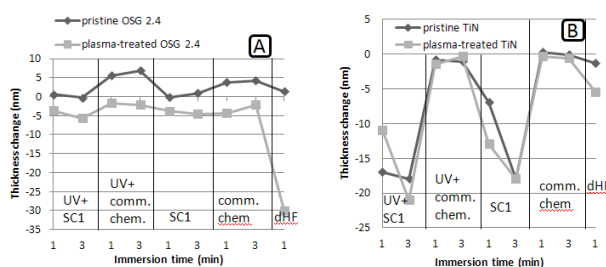 pristine OSG 2.4
plasma-treated OSG 2.4
A
Thickness change (nm)
10
5
0
-5
-10
-15
-20
-25
-30
-35
UV+
SC1
UV+
comm.
chem.
SC1
comm.
chem
dHF
1 3 1 3 1 3 1 3 1
Immersion time (min)
pristine TiN
plasma-treated TiN
B
Thickness change (nm)
5
0
-5
-10
-15
-20
-25
UV+
SC1
UV+
comm.
chem.
SC1
comm.
chem
dHF
1 3 1 3 1 3 1 3 1
Immersion time (min)